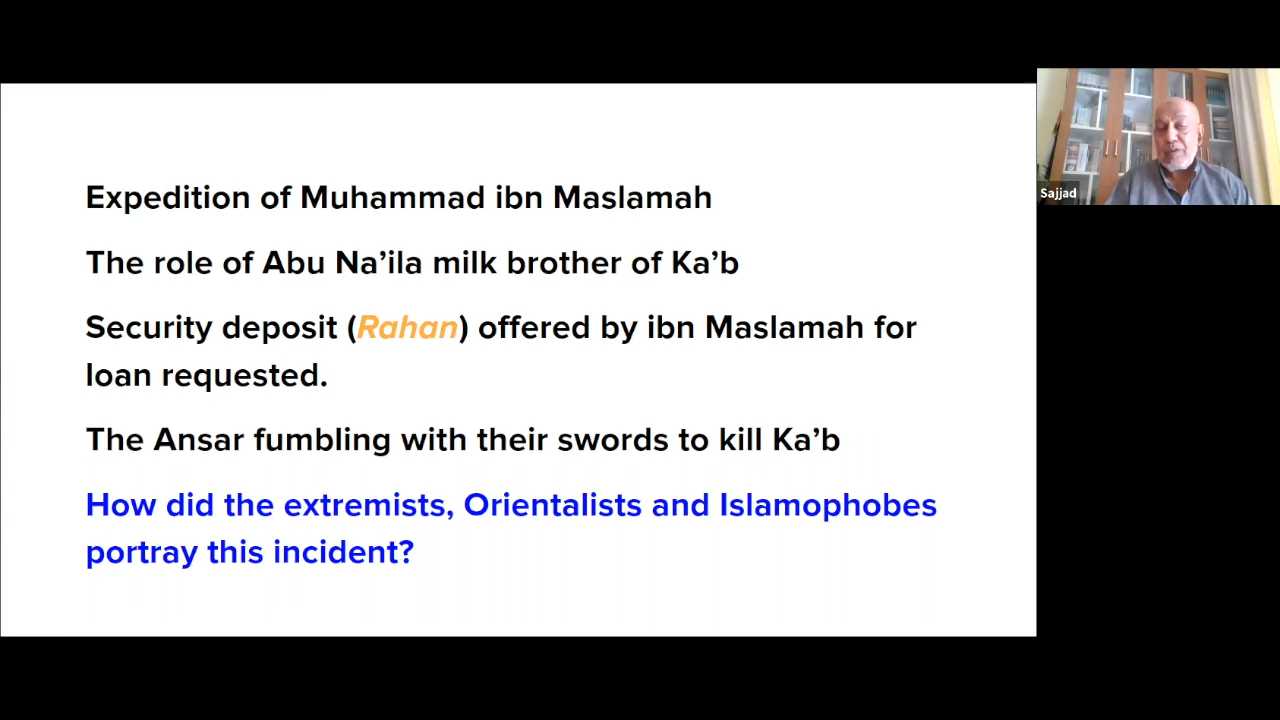 Expedition of Muhammad ibn Maslamah
The role of Abu Na’ila milk brother of Ka’b
Security deposit (Rahan) offered by ibn Maslamah for
loan requested.
The Ansar fumbling with their swords to kill Ka’b
How did the extremists, Orientalists and Islamophobes
portray this incident?
Sajjad